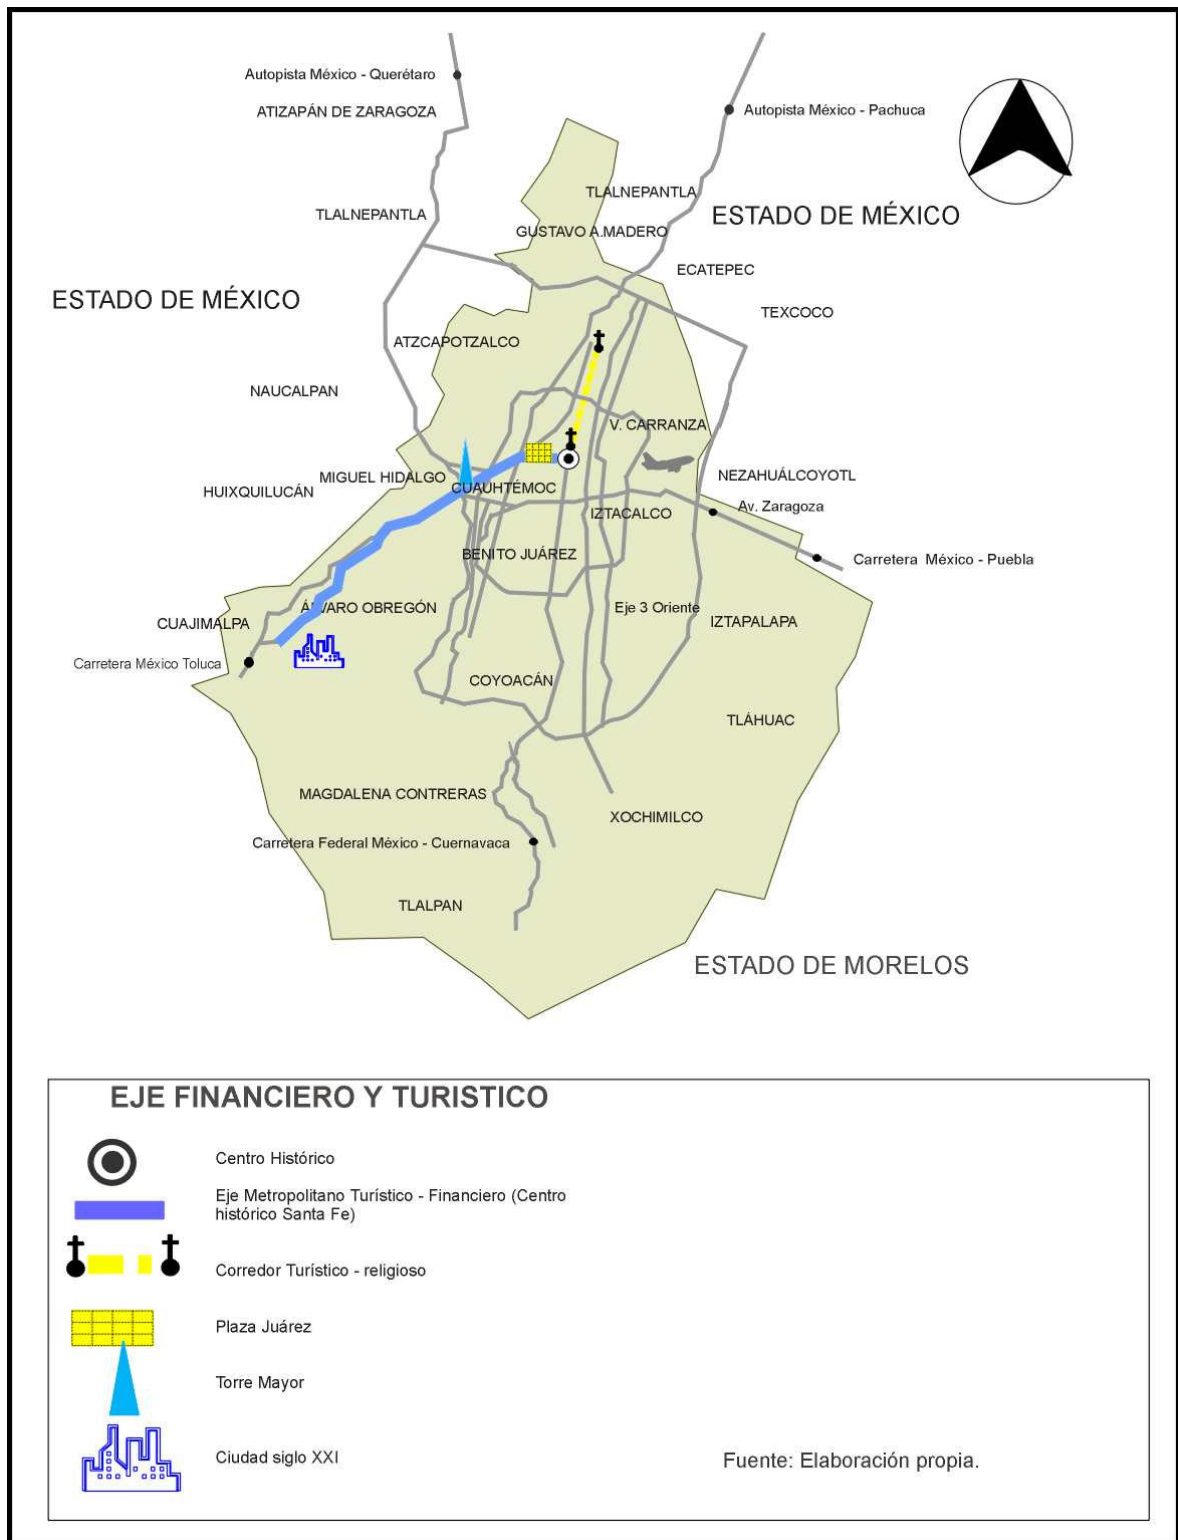 Autopista México - Querétaro
ATIZAPÁN DE ZARAGOZA
Autopista México - Pachuca
TLALNEPANTLA
TLALNEPANTLA
ESTADO DE MÉXICO
GUSTAVO A.MADERO
ECATEPEC
ESTADO DE MÉXICO
TEXCOCO
ATZCAPOTZALCO
NAUCALPAN
V. CARRANZA
MIGUEL HIDALGO
NEZAHUÁLCOYOTL
HUIXQUILUCÁN
CUAUHTÉMOC
Av. Zaragoza
IZTACALCO
BENITO JUÁREZ
Carretera México - Puebla
ÁLVARO OBREGÓN
Eje 3 Oriente
CUAJIMALPA
IZTAPALAPA
Carretera México Toluca
COYOACÁN
TLÁHUAC
MAGDALENA CONTRERAS
XOCHIMILCO
Carretera Federal México - Cuernavaca
TLALPAN
ESTADO DE MORELOS
EJE FINANCIERO Y TURISTICO
Centro Histórico
Eje Metropolitano Turístico - Financiero (Centro
histórico Santa Fe)
Corredor Turístico - religioso
Plaza Juárez
Torre Mayor
Ciudad siglo XXI
Fuente: Elaboración propia.